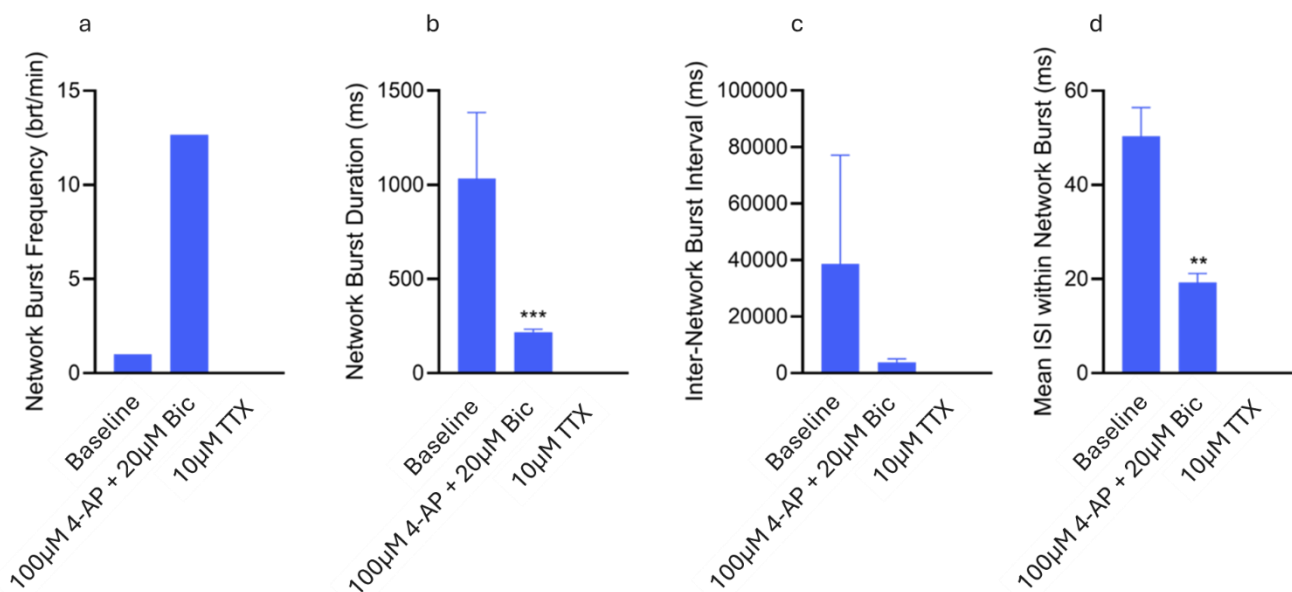 a
Network Burst Frequency (brt/min)
15
10
5
0
Baseline
100µM 4-AP + 20µM Bic
10µM TTX
b
Network Burst Duration (ms)
1500
1000
500
0
***
Baseline
100µM 4-AP + 20µM Bic
10µM TTX
c
Inter-Network Burst Interval (ms)
100000
80000
60000
40000
20000
0
Baseline
100µM 4-AP + 20µM Bic
10µM TTX
d
Mean ISI within Network Burst (ms)
60
40
20
0
**
Baseline
100µM 4-AP + 20µM Bic
10µM TTX